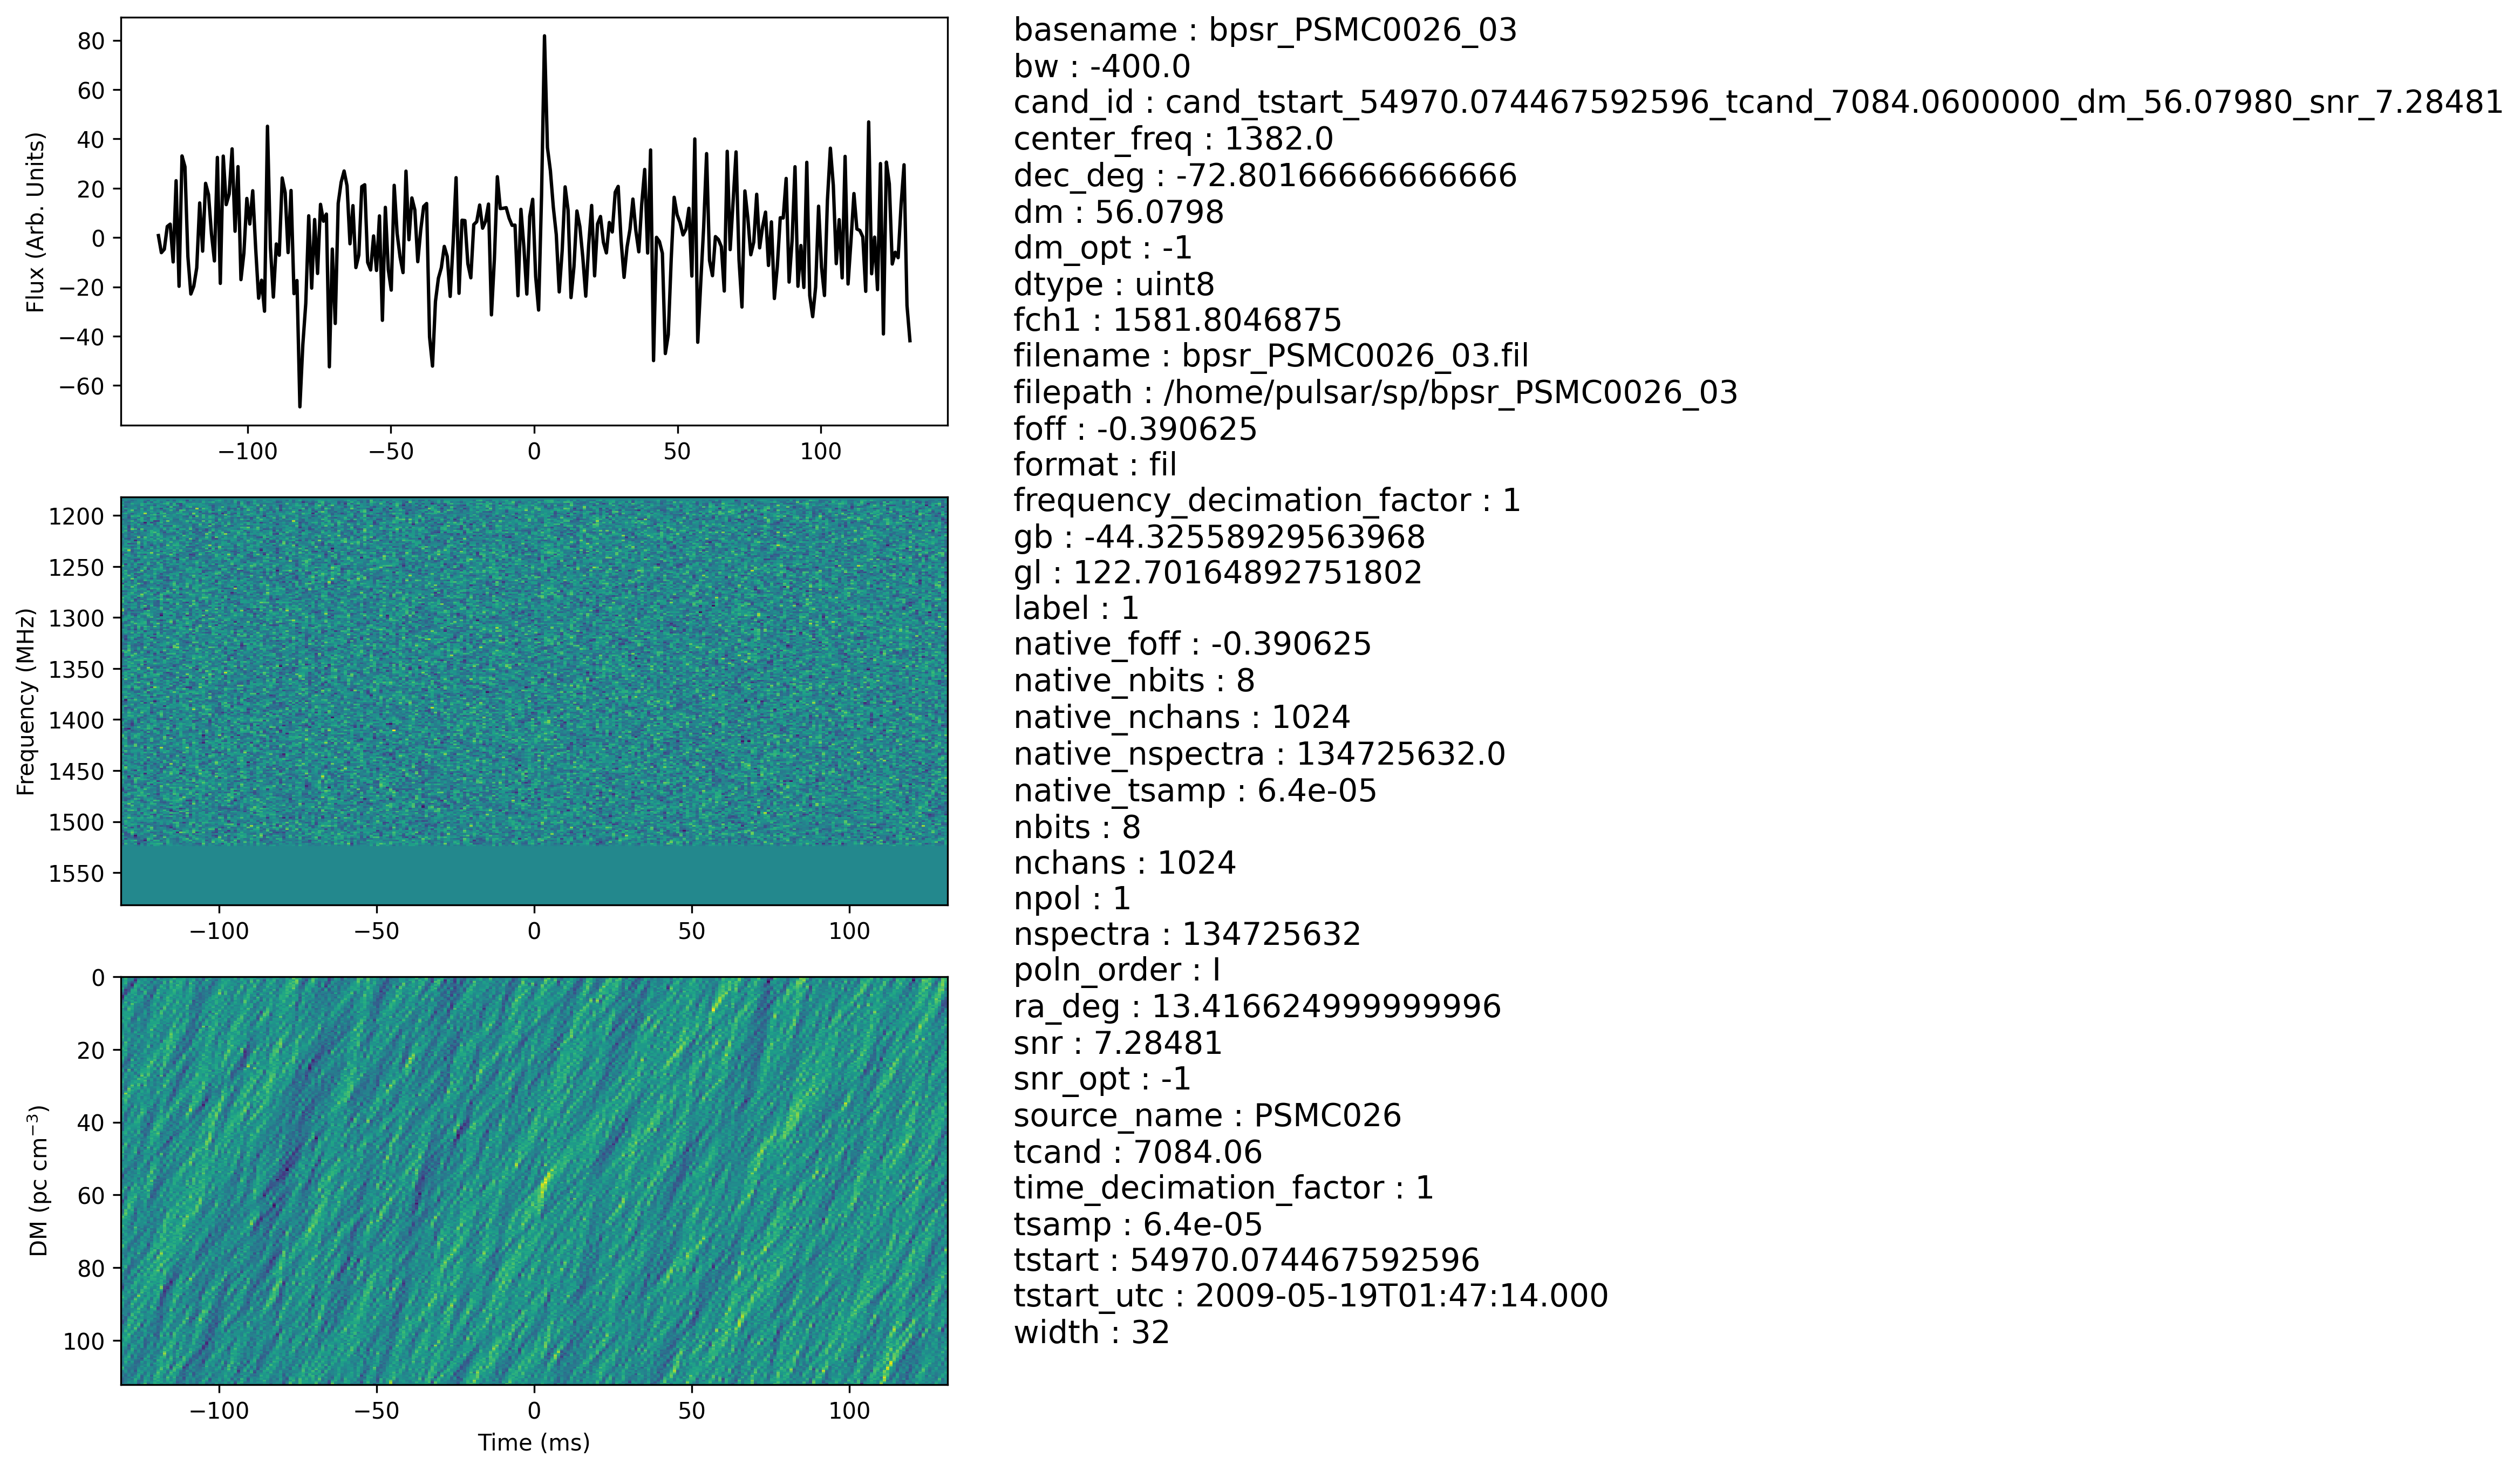 80
60
40
20
0
−20
−40
−60
Flux (Arb. Units)
−100 −50 0 50 100
1200
1250
1300
1350
1400
1450
1500
1550
Frequency (MHz)
−100 −50 0 50 100
0
20
40
60
80
100
DM (pc cm⁻³)
−100 −50 0 50 100
Time (ms)
basename : bpsr_PSMC0026_03
bw : -400.0
cand_id : cand_tstart_54970.074467592596_tcand_7084.0600000_dm_56.07980_snr_7.28481
center_freq : 1382.0
dec_deg : -72.80166666666666
dm : 56.0798
dm_opt : -1
dtype : uint8
fch1 : 1581.8046875
filename : bpsr_PSMC0026_03.fil
filepath : /home/pulsar/sp/bpsr_PSMC0026_03
foff : -0.390625
format : fil
frequency_decimation_factor : 1
gb : -44.32558929563968
gl : 122.70164892751802
label : 1
native_foff : -0.390625
native_nbits : 8
native_nchans : 1024
native_nspectra : 134725632.0
native_tsamp : 6.4e-05
nbits : 8
nchans : 1024
npol : 1
nspectra : 134725632
poln_order : I
ra_deg : 13.416624999999996
snr : 7.28481
snr_opt : -1
source_name : PSMC026
tcand : 7084.06
time_decimation_factor : 1
tsamp : 6.4e-05
tstart : 54970.074467592596
tstart_utc : 2009-05-19T01:47:14.000
width : 32